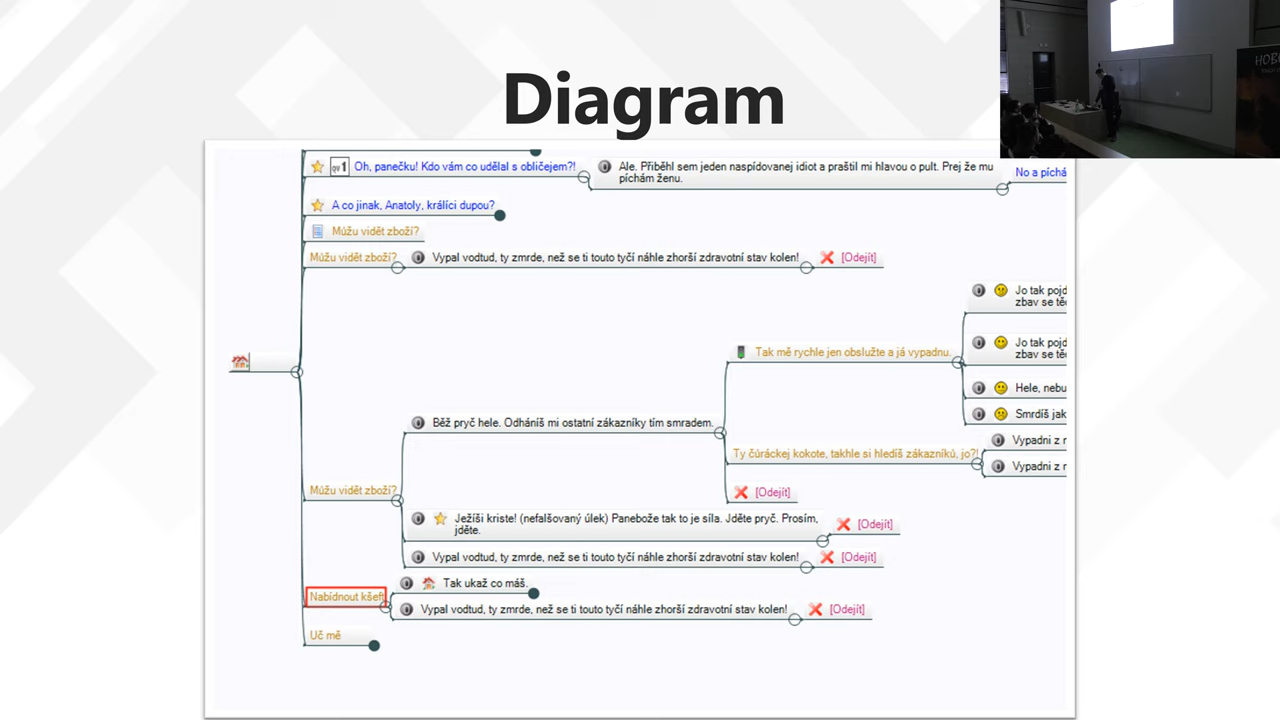 Diagram
qv 1 Oh, panečku! Kdo vám co udělal s obličejem?!
Ale. Přiběhl sem jeden naspídovanej idiot a praštil mi hlavou o pult. Prej že mu
píchám ženu.
No a píchá
A co jinak, Anatoly, králíci dupou?
Můžu vidět zboží?
Můžu vidět zboží?
Vypal vodtud, ty zmrde, než se ti touto tyčí náhle zhorší zdravotní stav kolen!
[Odejít]
Jo tak pojd
zbav se těc
Tak mě rychle jen obslužte a já vypadnu.
Jo tak pojd
zbav se těc
Hele, nebu
Smrdíš jak
Běž pryč hele. Odháníš mi ostatní zákazníky tím smradem.
Ty čůráckej kokote, takhle si hledíš zákazníků, jo?!
Vypadni z r
Vypadni z r
[Odejít]
Můžu vidět zboží?
Ježíši kriste! (nefalšovaný úlek) Panebože tak to je síla. Jděte pryč. Prosím,
jděte.
[Odejít]
Vypal vodtud, ty zmrde, než se ti touto tyčí náhle zhorší zdravotní stav kolen!
[Odejít]
Nabídnout kšeft
Tak ukaž co máš.
Vypal vodtud, ty zmrde, než se ti touto tyčí náhle zhorší zdravotní stav kolen!
[Odejít]
Uč mě